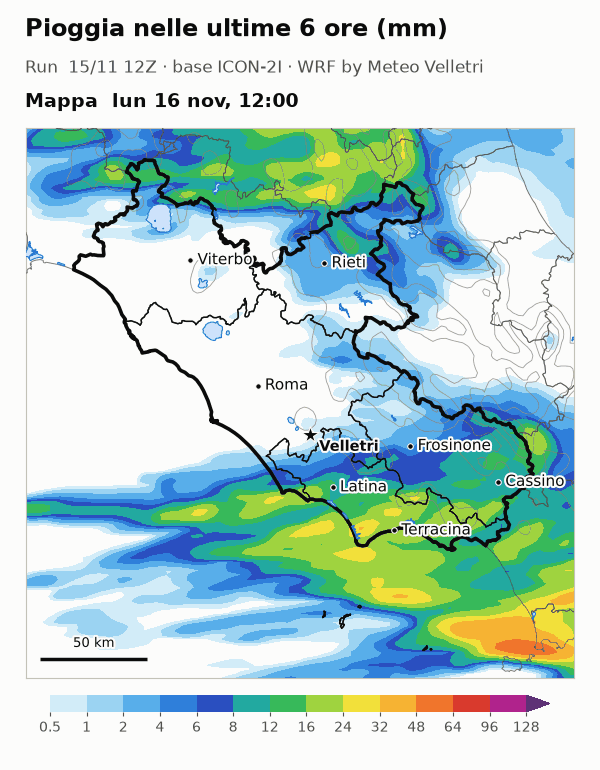 Pioggia nelle ultime 6 ore (mm)
Run 15/11 12Z · base ICON-2I · WRF by Meteo Velletri
Mappa lun 16 nov, 12:00
Viterbo
Rieti
Roma
Velletri
Frosinone
Latina
Cassino
Terracina
50 km
0.5 1 2 4 6 8 12 16 24 32 48 64 96 128